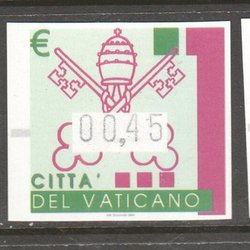 €
00,45
CITTA'
DEL VATICANO